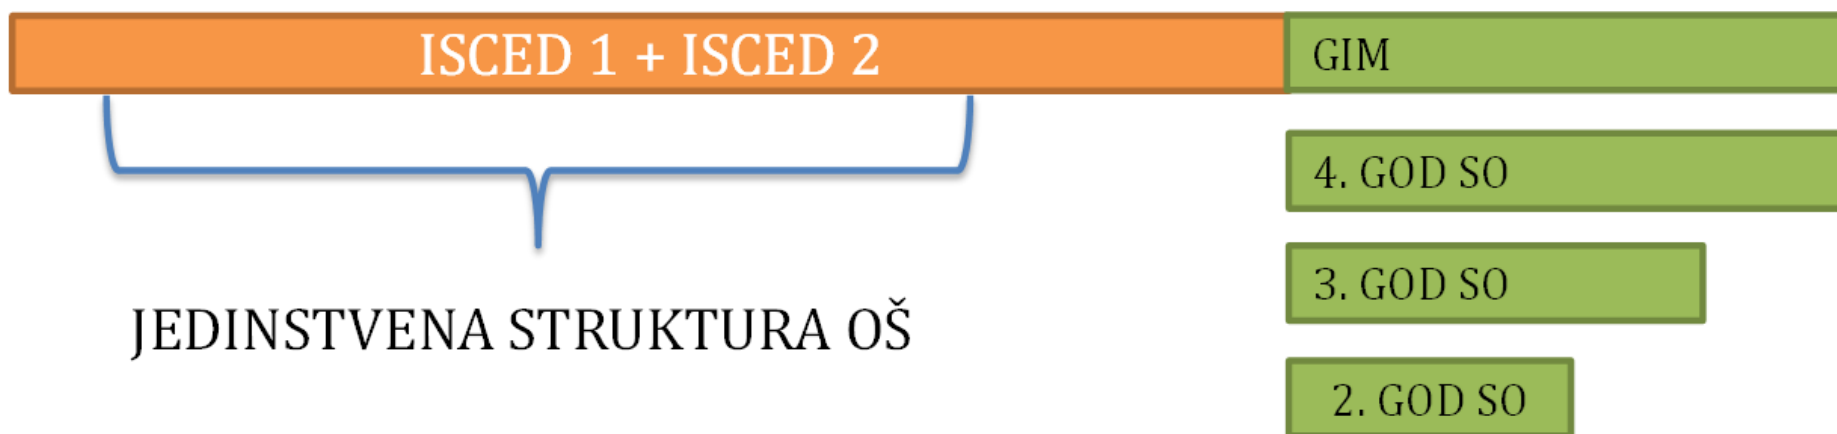 ISCED 1 + ISCED 2
GIM
4. GOD SO
3. GOD SO
JEDINSTVENA STRUKTURA OŠ
2. GOD SO